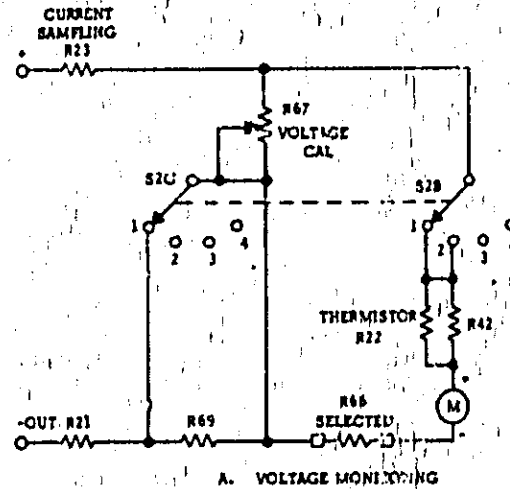 CURRENT
SAMPLING
R23
+
R67
VOLTAGE
CAL
S2C
S2B
1
2
3
4
1
2
3
THERMISTOR
R22
R42
+
M
-OUT R21
R69
SELECTED
-
A. VOLTAGE MONITORING